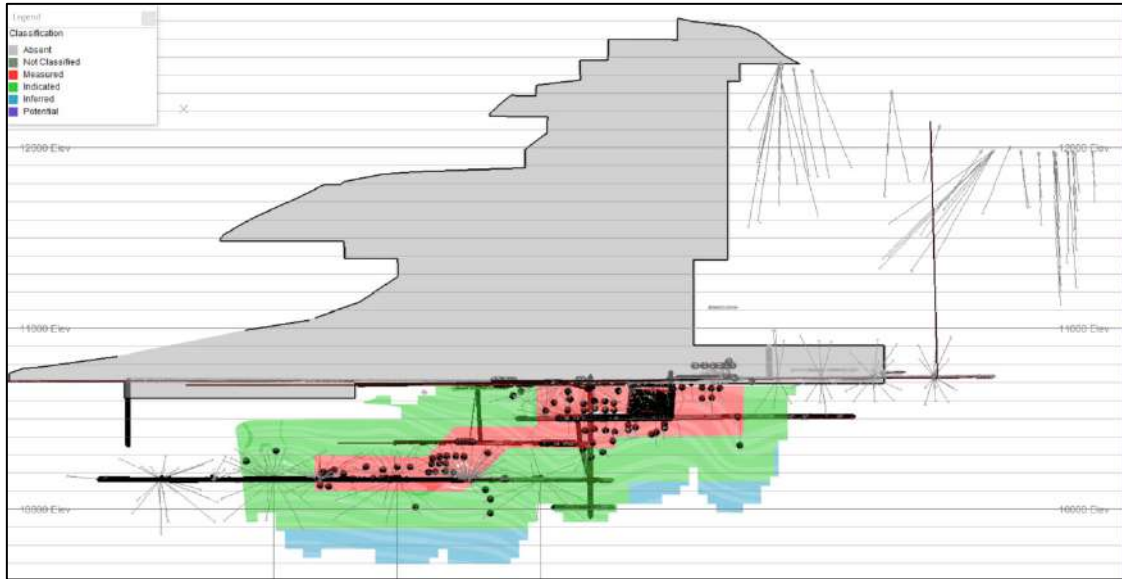 Legend
Classification
Absent
Not Classified
Measured
Indicated
Inferred
Potential
12000 Elev
12000 Elev
11000 Elev
11000 Elev
10000 Elev
10000 Elev